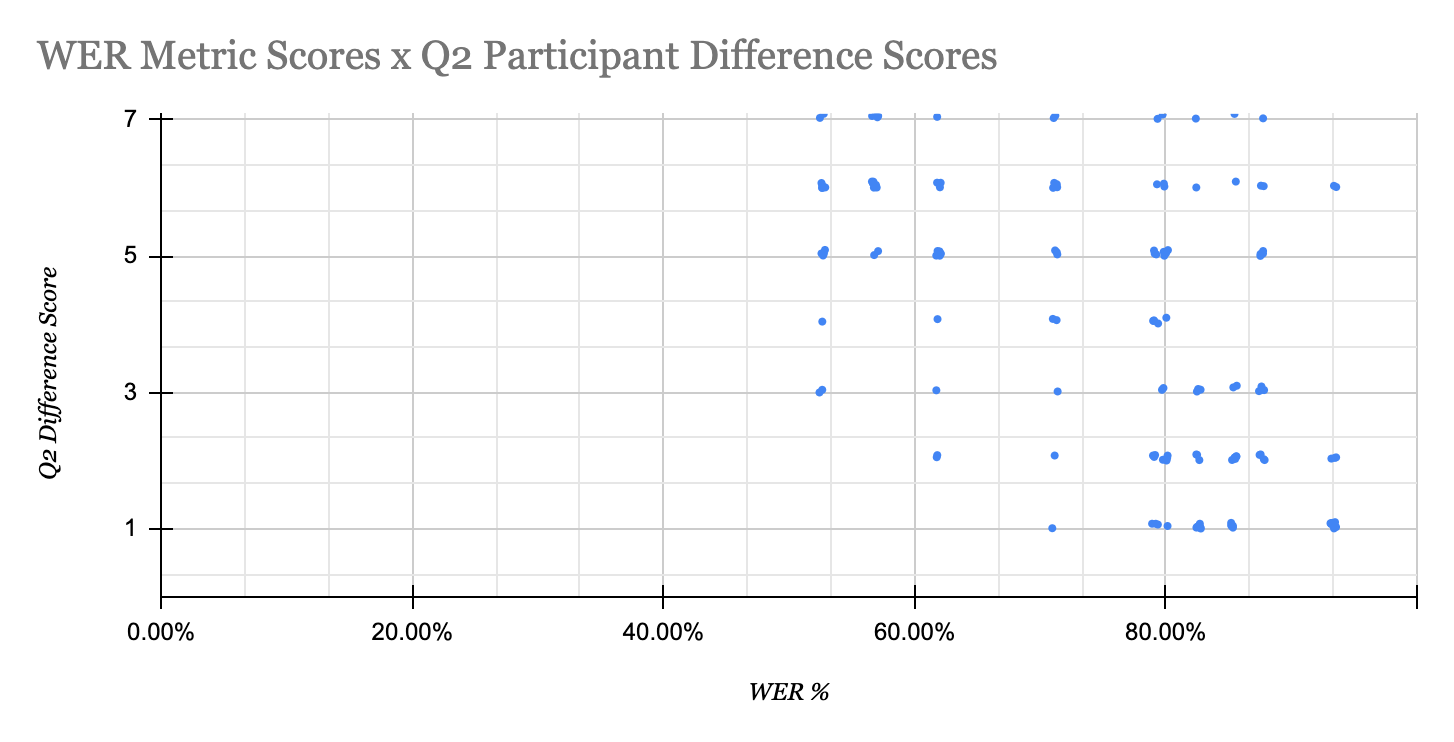 WER Metric Scores x Q2 Participant Difference Scores
7
5
3
1
Q2 Difference Score
0.00% 20.00% 40.00% 60.00% 80.00%
WER %